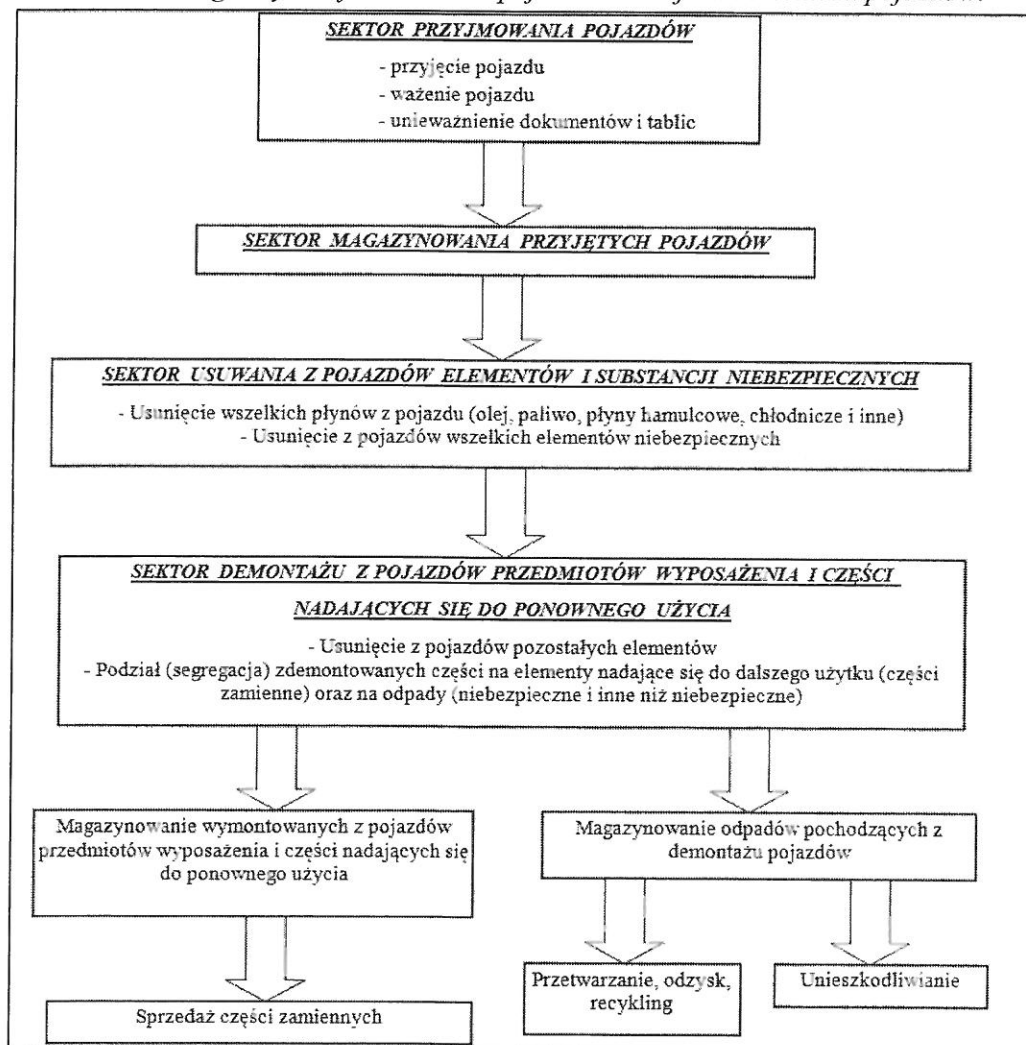 SEKTOR PRZYJMOWANIA POJAZDÓW
- przyjęcie pojazdu
- ważenie pojazdu
- unieważnienie dokumentów i tablic
SEKTOR MAGAZYNOWANIA PRZYJĘTYCH POJAZDÓW
SEKTOR USUWANIA Z POJAZDÓW ELEMENTÓW I SUBSTANCJI NIEBEZPIECZNYCH
- Usunięcie wszelkich płynów z pojazdu (olej, paliwo, płyny hamulcowe, chłodnicze i inne)
- Usunięcie z pojazdów wszelkich elementów niebezpiecznych
SEKTOR DEMONTAŻU Z POJAZDÓW PRZEDMIOTÓW WYPOSAŻENIA I CZĘŚCI
NADAJĄCYCH SIĘ DO PONOWNEGO UŻYCIA
- Usunięcie z pojazdów pozostałych elementów
- Podział (segregacja) zdemontowanych części na elementy nadające się do dalszego użytku (części
zamienne) oraz na odpady (niebezpieczne i inne niż niebezpieczne)
Magazynowanie wymontowanych z pojazdów
przedmiotów wyposażenia i części nadających się
do ponownego użycia
Magazynowanie odpadów pochodzących z
demontażu pojazdów
Sprzedaż części zamiennych
Przetwarzanie, odzysk,
recykling
Unieszkodliwianie